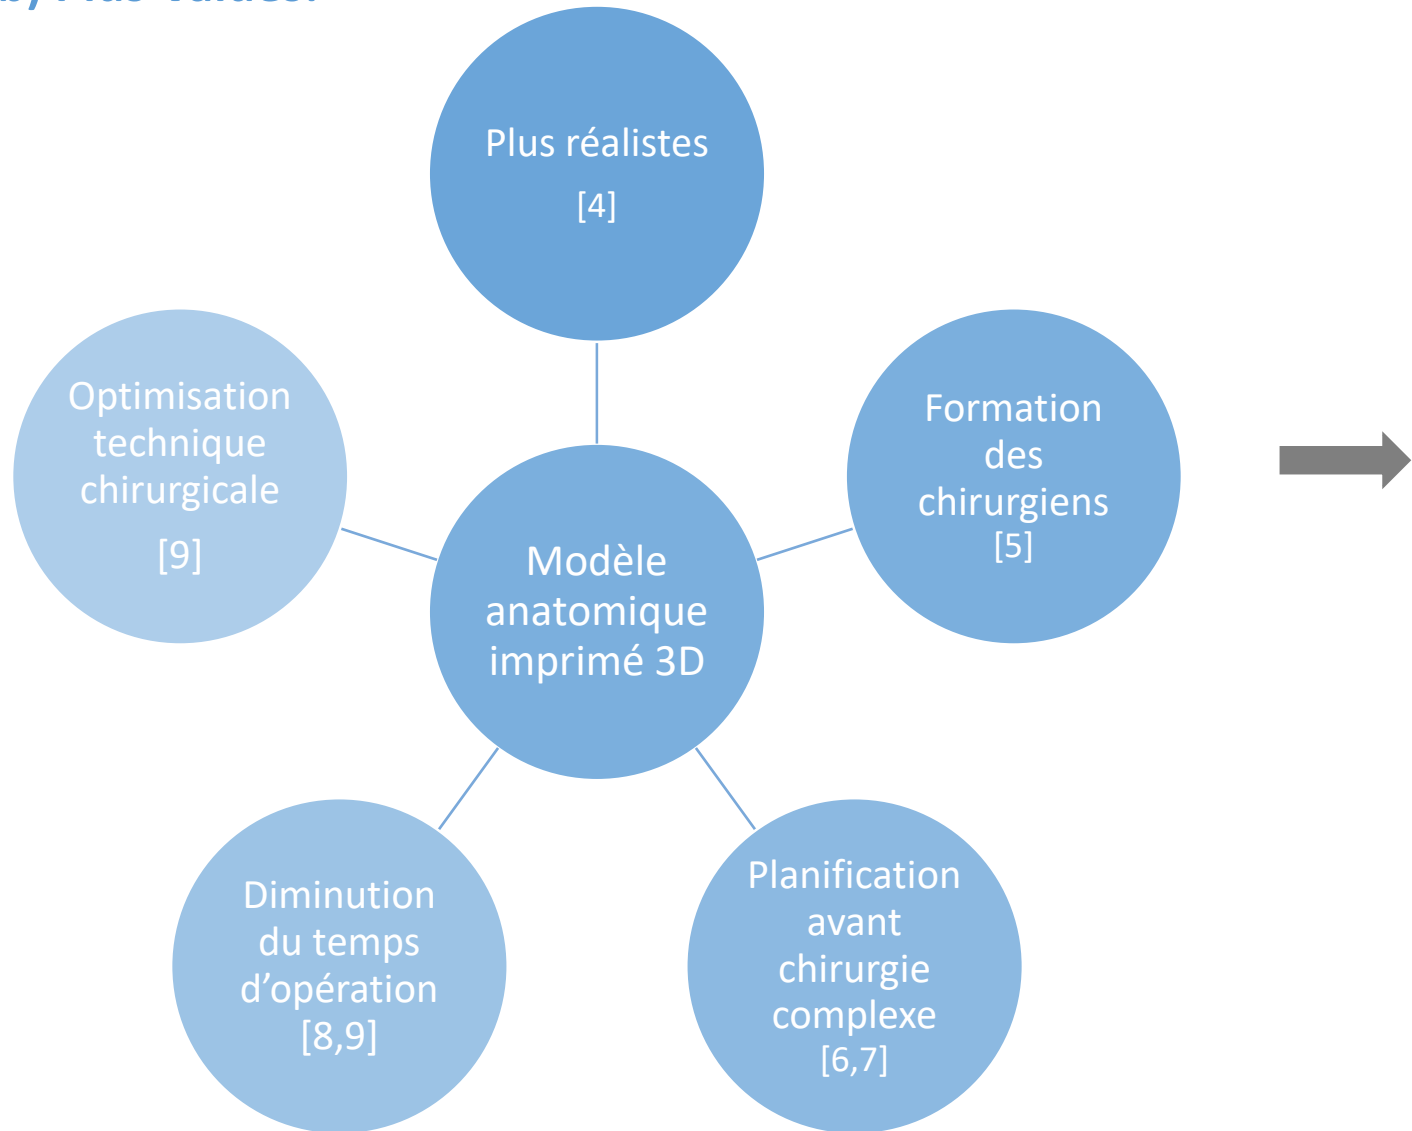 Plus réalistes
[4]
Optimisation
technique
chirurgicale
[9]
Formation
des
chirurgiens
[5]
Modèle
anatomique
imprimé 3D
Diminution
du temps
d’opération
[8,9]
Planification
avant
chirurgie
complexe
[6,7]